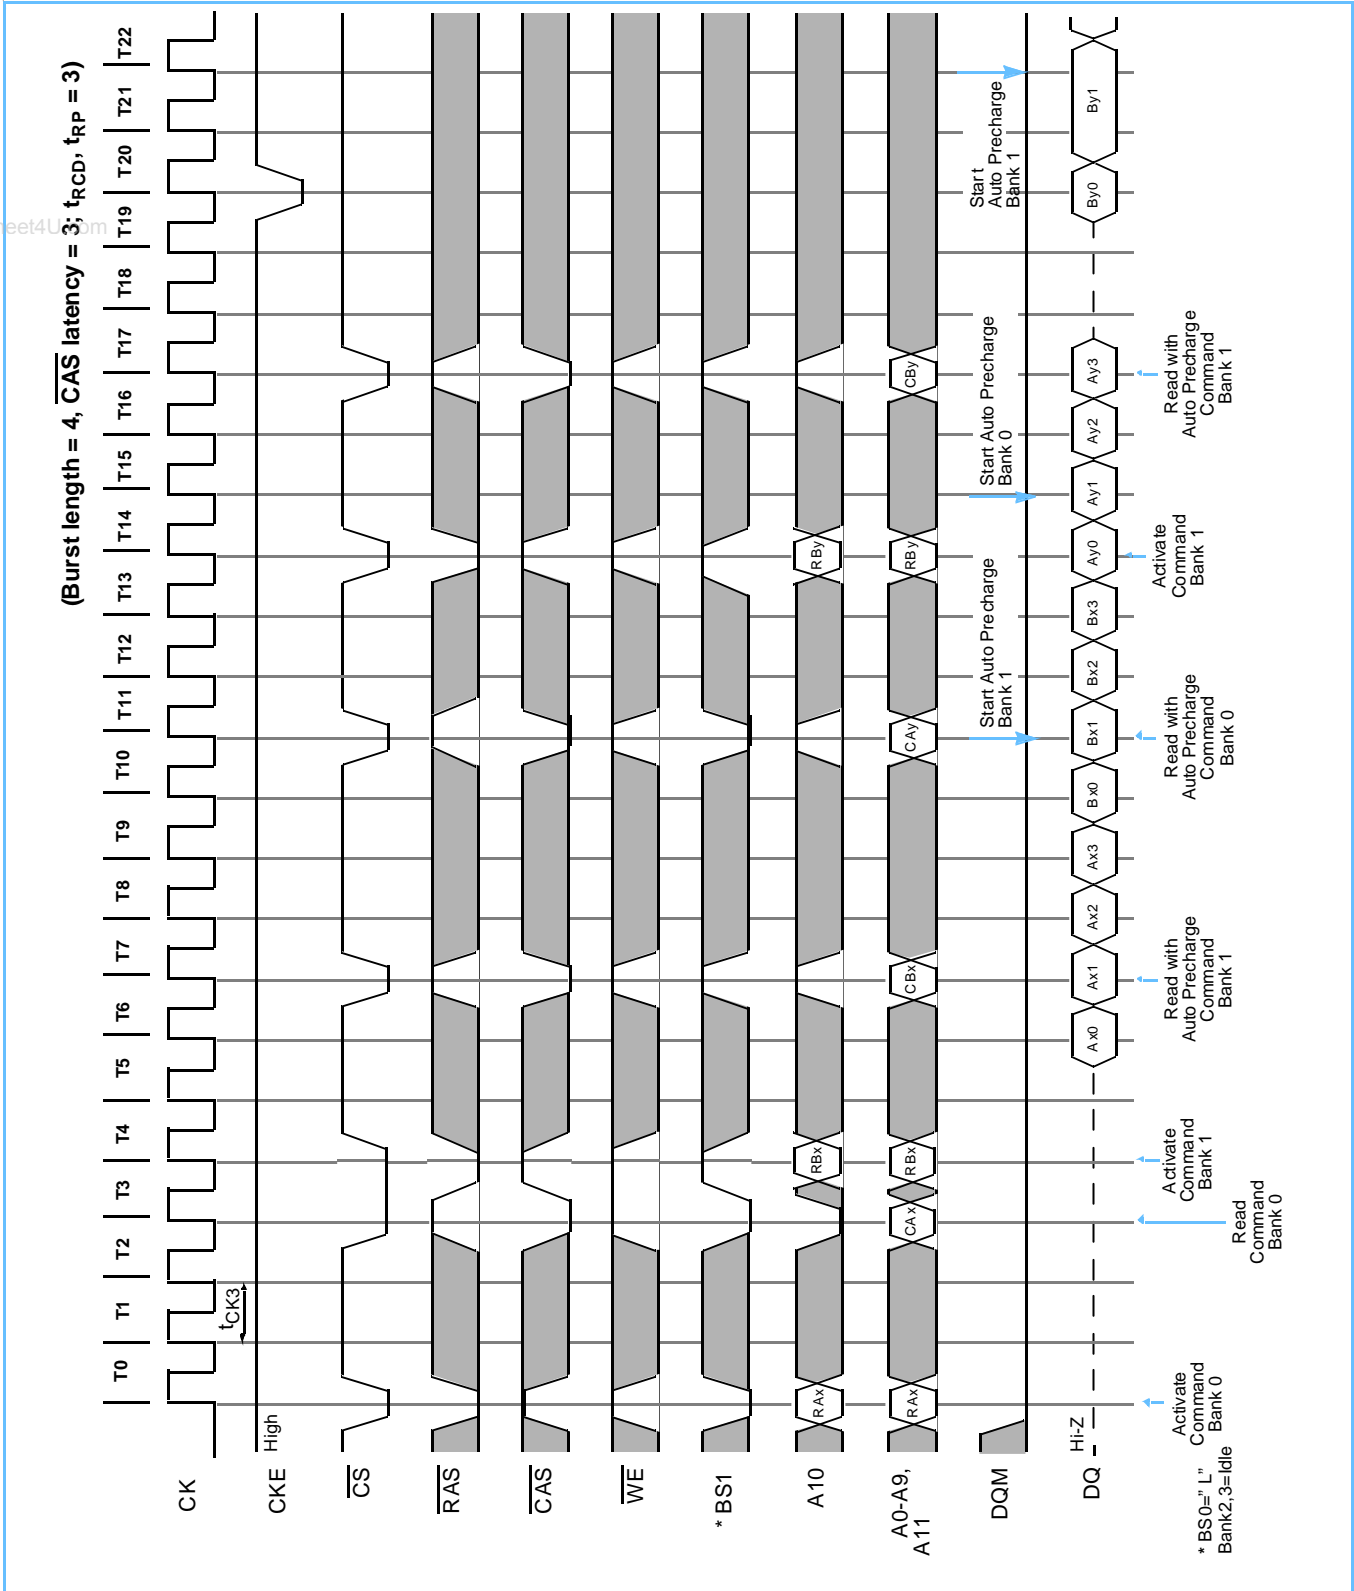 (Burst length = 4, CAS latency = 3; tRCD, tRP = 3)
T0 T1 T2 T3 T4 T5 T6 T7 T8 T9 T10 T11 T12 T13 T14 T15 T16 T17 T18 T19 T20 T21 T22
CK
tCK3
CKE
High
CS
RAS
CAS
WE
* BS1
A10
RAx RBx RBy
A0-A9,
A11
RAx CAx RBx CBx CAy RBy CBy
DQM
Start Auto Precharge
Bank 1
Start Auto Precharge
Bank 0
Start
Auto Precharge
Bank 1
DQ
Hi-Z
Ax0 Ax1 Ax2 Ax3 Bx0 Bx1 Bx2 Bx3 Ay0 Ay1 Ay2 Ay3 By0 By1
Activate
Command
Bank 0
Read
Command
Bank 0
Activate
Command
Bank 1
Read with
Auto Precharge
Command
Bank 1
Read with
Auto Precharge
Command
Bank 0
Activate
Command
Bank 1
Read with
Auto Precharge
Command
Bank 1
* BS0=" L"
Bank2,3=Idle
eet4U.com